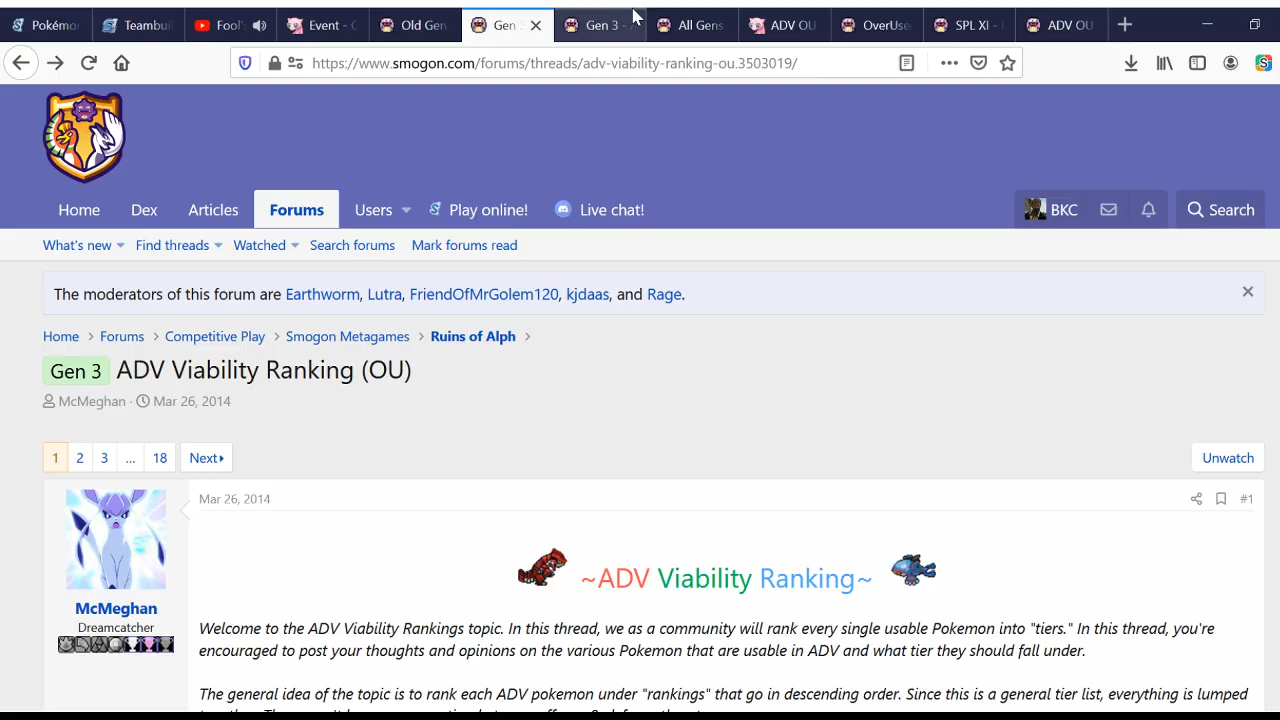 Pokémo Teambuil Fool' Event - C Old Gen Gen Gen 3 - All Gens ADV OU OverUse SPL XI - ADV OU
https://www.smogon.com/forums/threads/adv-viability-ranking-ou.3503019/
Home Dex Articles Forums Users Play online! Live chat! BKC Search
What's new Find threads Watched Search forums Mark forums read
The moderators of this forum are Earthworm, Lutra, FriendOfMrGolem120, kjdaas, and Rage.
Home Forums Competitive Play Smogon Metagames Ruins of Alph
Gen 3 ADV Viability Ranking (OU)
McMeghan · Mar 26, 2014
1 2 3 ... 18 Next Unwatch
Mar 26, 2014 #1
~ADV Viability Ranking~
McMeghan
Dreamcatcher
Welcome to the ADV Viability Rankings topic. In this thread, we as a community will rank every single usable Pokemon into "tiers." In this thread, you're
encouraged to post your thoughts and opinions on the various Pokemon that are usable in ADV and what tier they should fall under.
The general idea of the topic is to rank each ADV pokemon under "rankings" that go in descending order. Since this is a general tier list, everything is lumped